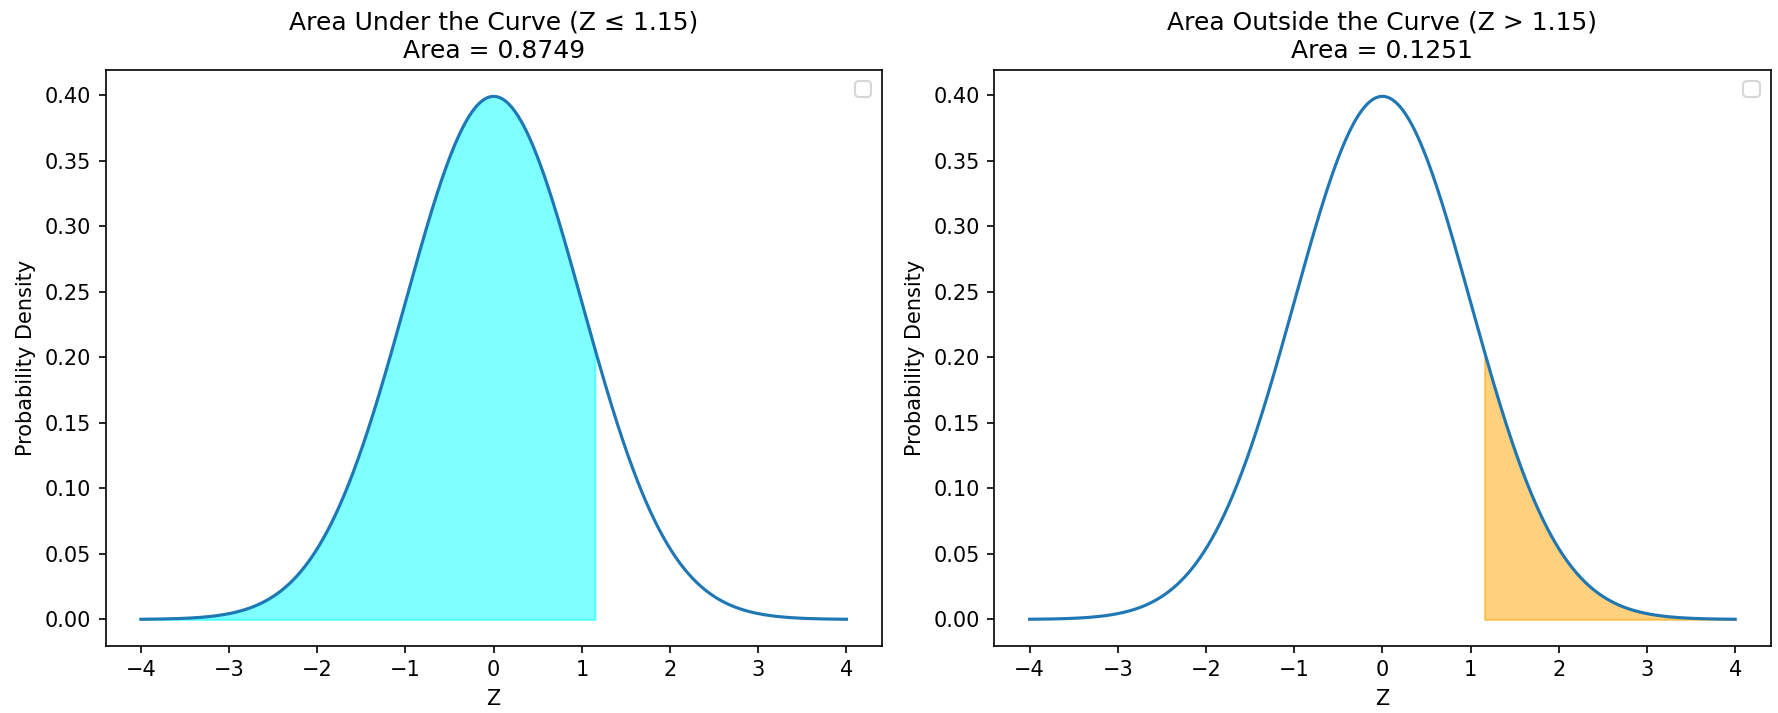 Area Under the Curve (Z ≤ 1.15)
Area = 0.8749
0.40
0.35
0.30
0.25
0.20
0.15
0.10
0.05
0.00
Probability Density
−4 −3 −2 −1 0 1 2 3 4
Z
Area Outside the Curve (Z > 1.15)
Area = 0.1251
0.40
0.35
0.30
0.25
0.20
0.15
0.10
0.05
0.00
Probability Density
−4 −3 −2 −1 0 1 2 3 4
Z